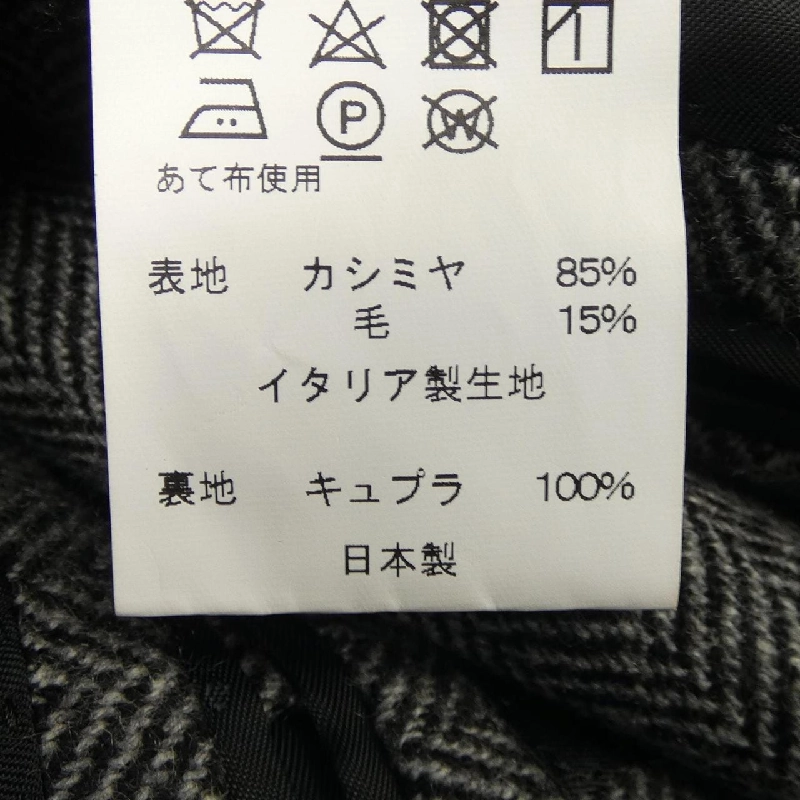 P
W
あて布使用
表地 カシミヤ 85%
毛 15%
イタリア製生地
裏地 キュプラ 100%
日本製